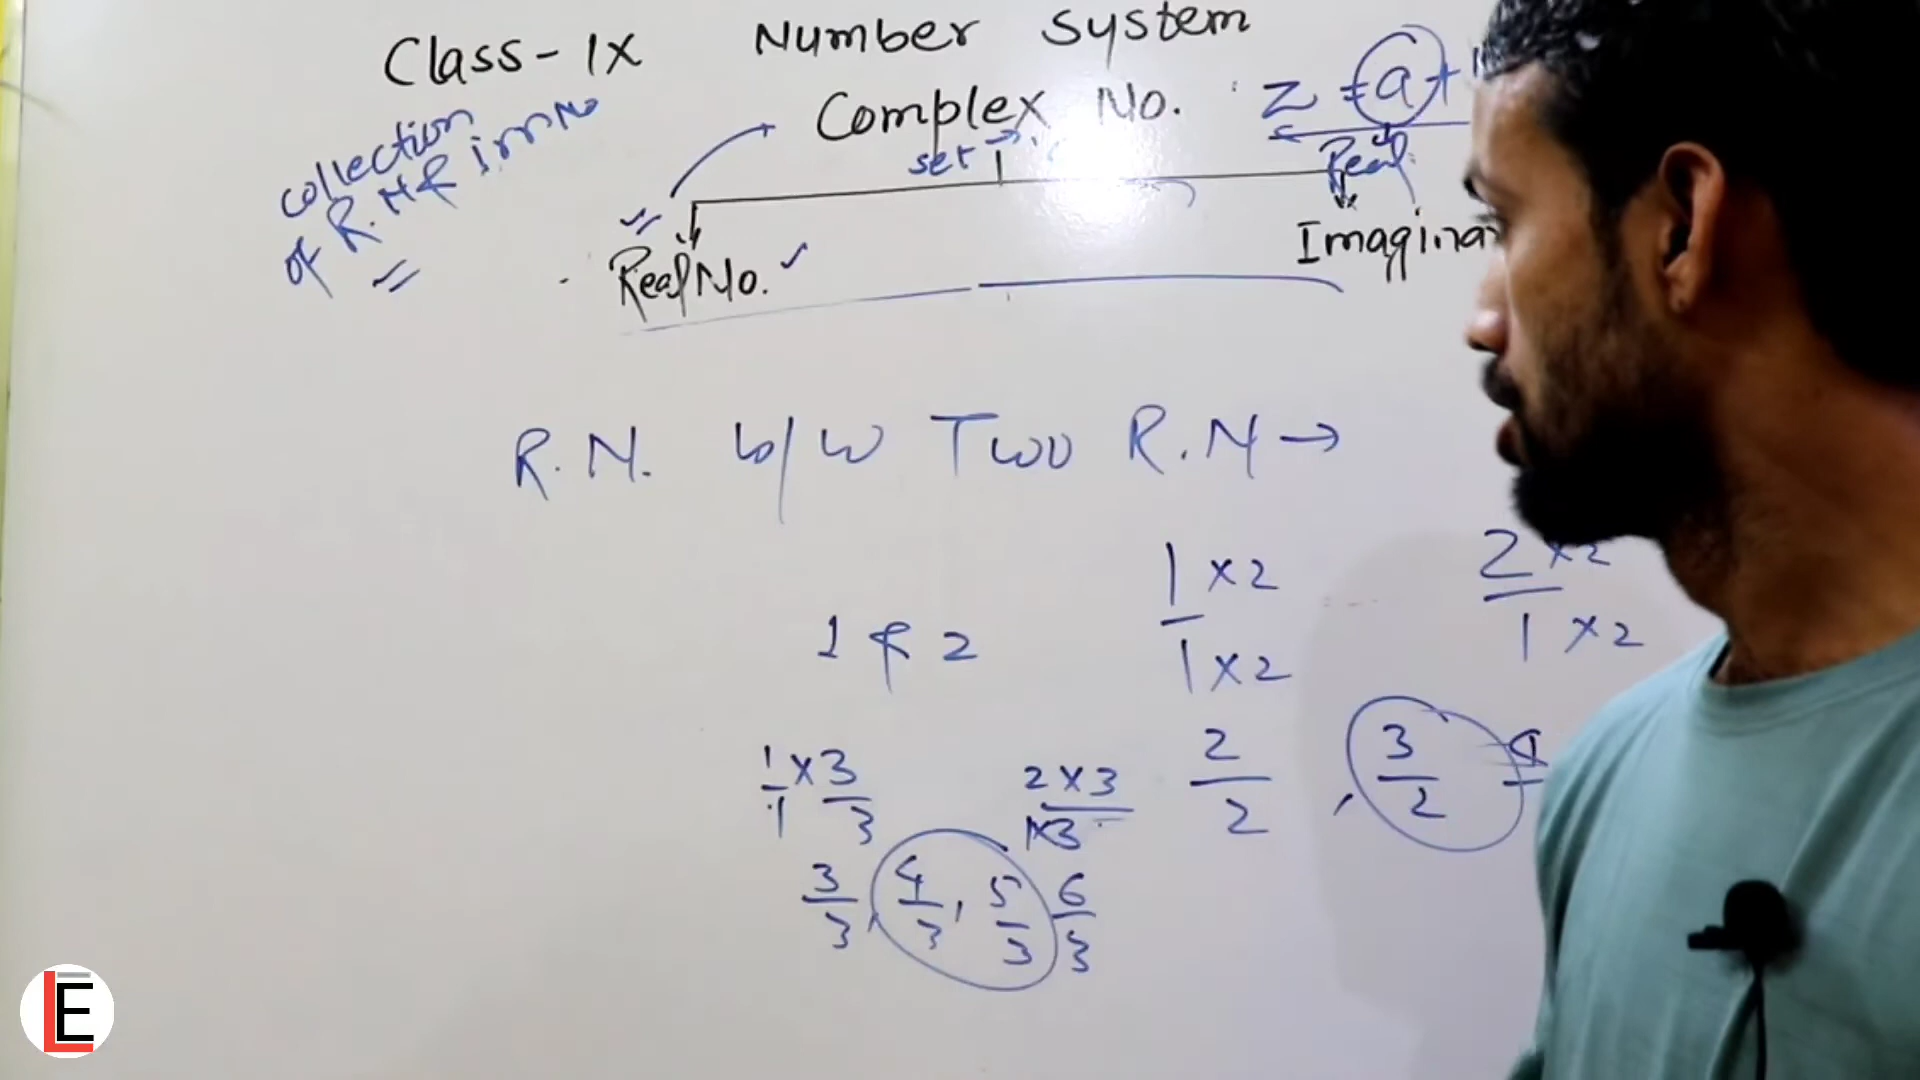 Class-IX Number System
collection
of R.N & irrNo
Complex No. Z = a +
set
Real
Real No. ✓
Imagina
R.N. b/w Two R.N →
1 × 2
1 × 2
2 × 2
1 × 2
1 & 2
1/1 × 3/3
2 × 3
1×3
2/2 , 3/2 4
3/3 , 4/3 , 5/3 6/3
LE